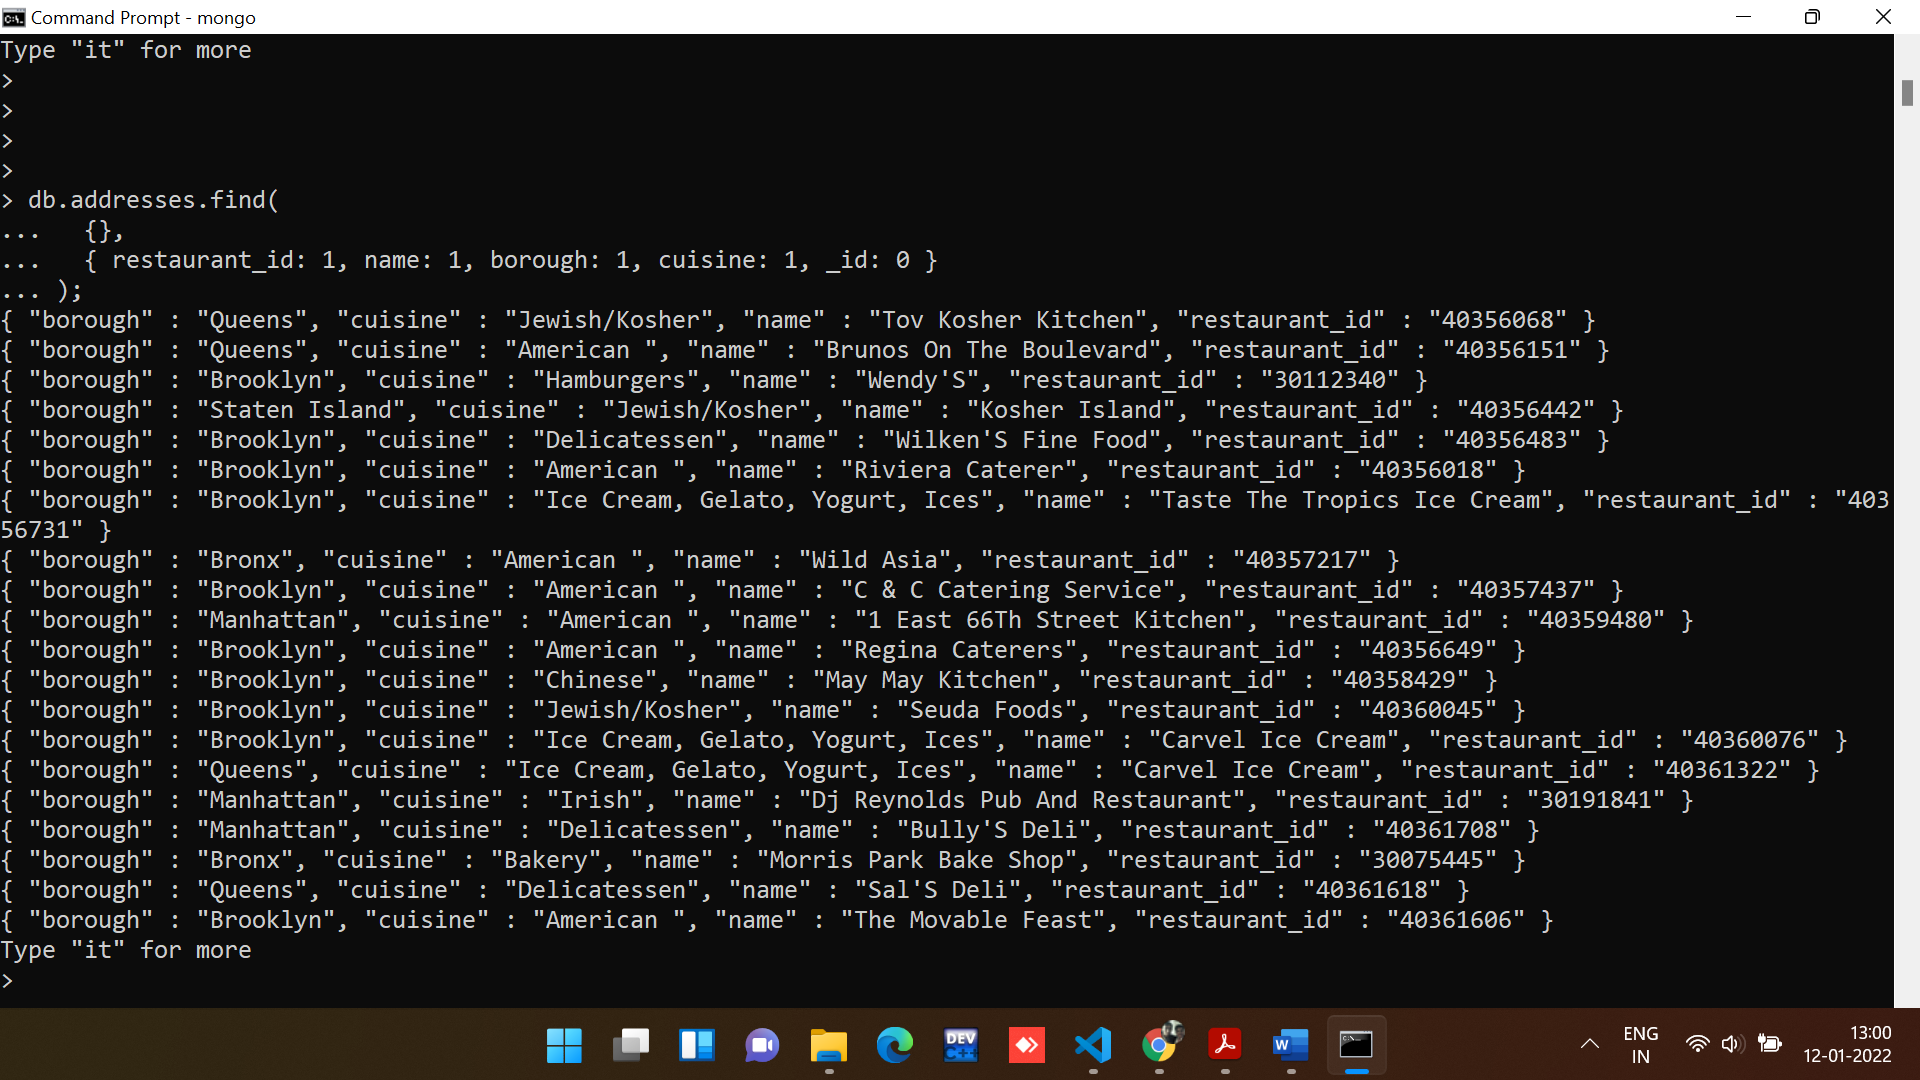 Command Prompt - mongo
Type "it" for more
>
>
>
>
> db.addresses.find(
...   {},
...   { restaurant_id: 1, name: 1, borough: 1, cuisine: 1, _id: 0 }
... );
{ "borough" : "Queens", "cuisine" : "Jewish/Kosher", "name" : "Tov Kosher Kitchen", "restaurant_id" : "40356068" }
{ "borough" : "Queens", "cuisine" : "American ", "name" : "Brunos On The Boulevard", "restaurant_id" : "40356151" }
{ "borough" : "Brooklyn", "cuisine" : "Hamburgers", "name" : "Wendy'S", "restaurant_id" : "30112340" }
{ "borough" : "Staten Island", "cuisine" : "Jewish/Kosher", "name" : "Kosher Island", "restaurant_id" : "40356442" }
{ "borough" : "Brooklyn", "cuisine" : "Delicatessen", "name" : "Wilken'S Fine Food", "restaurant_id" : "40356483" }
{ "borough" : "Brooklyn", "cuisine" : "American ", "name" : "Riviera Caterer", "restaurant_id" : "40356018" }
{ "borough" : "Brooklyn", "cuisine" : "Ice Cream, Gelato, Yogurt, Ices", "name" : "Taste The Tropics Ice Cream", "restaurant_id" : "403
56731" }
{ "borough" : "Bronx", "cuisine" : "American ", "name" : "Wild Asia", "restaurant_id" : "40357217" }
{ "borough" : "Brooklyn", "cuisine" : "American ", "name" : "C & C Catering Service", "restaurant_id" : "40357437" }
{ "borough" : "Manhattan", "cuisine" : "American ", "name" : "1 East 66Th Street Kitchen", "restaurant_id" : "40359480" }
{ "borough" : "Brooklyn", "cuisine" : "American ", "name" : "Regina Caterers", "restaurant_id" : "40356649" }
{ "borough" : "Brooklyn", "cuisine" : "Chinese", "name" : "May May Kitchen", "restaurant_id" : "40358429" }
{ "borough" : "Brooklyn", "cuisine" : "Jewish/Kosher", "name" : "Seuda Foods", "restaurant_id" : "40360045" }
{ "borough" : "Brooklyn", "cuisine" : "Ice Cream, Gelato, Yogurt, Ices", "name" : "Carvel Ice Cream", "restaurant_id" : "40360076" }
{ "borough" : "Queens", "cuisine" : "Ice Cream, Gelato, Yogurt, Ices", "name" : "Carvel Ice Cream", "restaurant_id" : "40361322" }
{ "borough" : "Manhattan", "cuisine" : "Irish", "name" : "Dj Reynolds Pub And Restaurant", "restaurant_id" : "30191841" }
{ "borough" : "Manhattan", "cuisine" : "Delicatessen", "name" : "Bully'S Deli", "restaurant_id" : "40361708" }
{ "borough" : "Bronx", "cuisine" : "Bakery", "name" : "Morris Park Bake Shop", "restaurant_id" : "30075445" }
{ "borough" : "Queens", "cuisine" : "Delicatessen", "name" : "Sal'S Deli", "restaurant_id" : "40361618" }
{ "borough" : "Brooklyn", "cuisine" : "American ", "name" : "The Movable Feast", "restaurant_id" : "40361606" }
Type "it" for more
>
DEV
C++
W
ENG
IN
13:00
12-01-2022